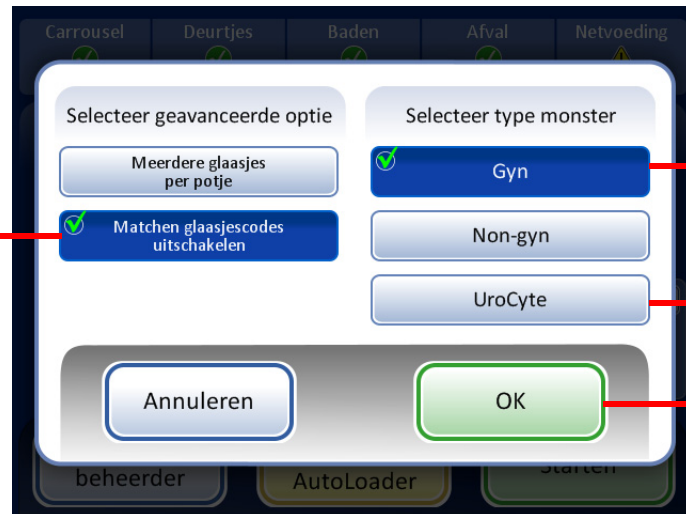 Carrousel Deurtjes Baden Afval Netvoeding
Selecteer geavanceerde optie
Meerdere glaasjes
per potje
Matchen glaasjescodes
uitschakelen
Selecteer type monster
Gyn
Non-gyn
UroCyte
Annuleren
OK
beheerder
AutoLoader
Starten